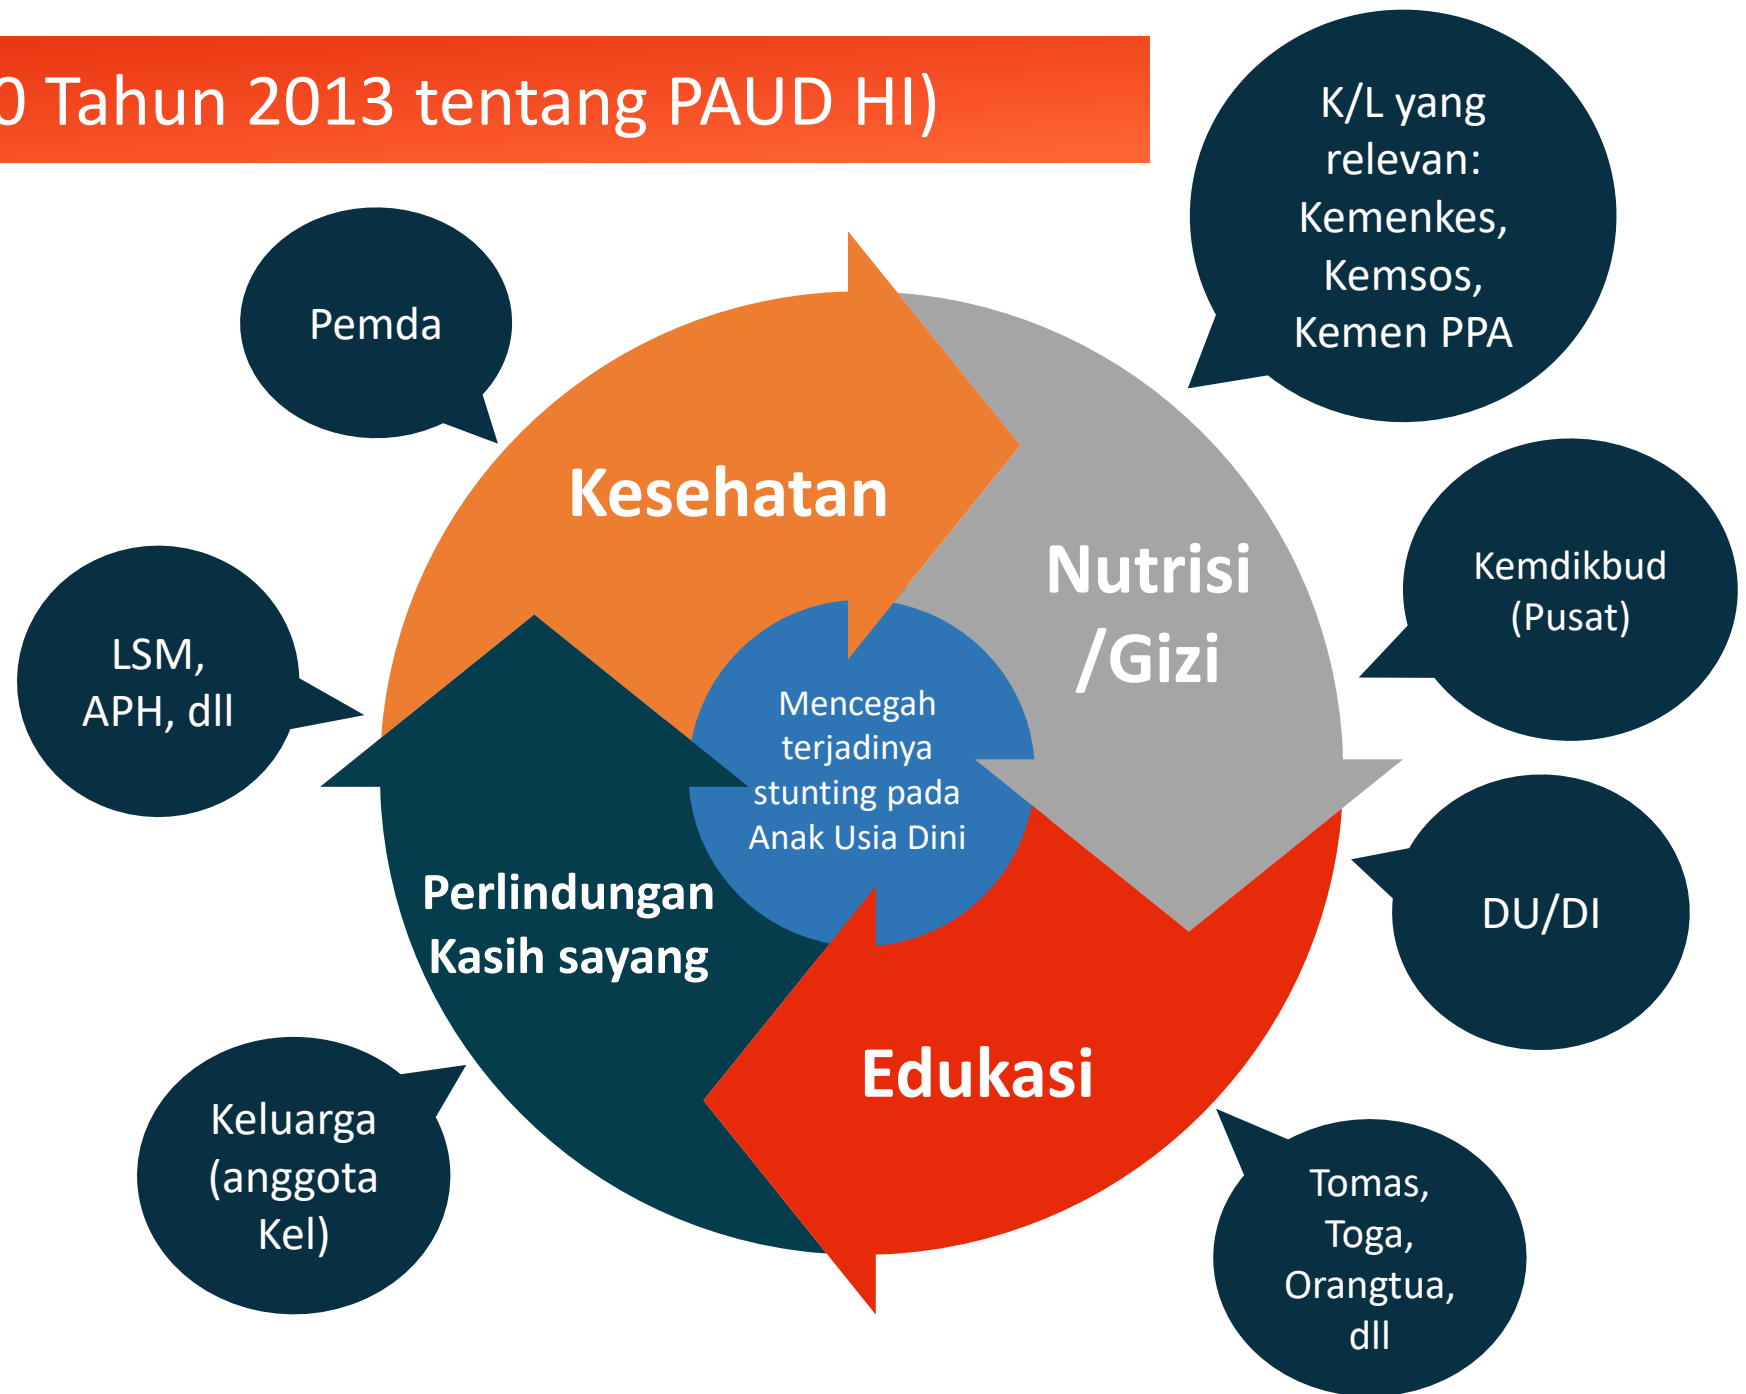 0 Tahun 2013 tentang PAUD HI)
K/L yang
relevan:
Kemenkes,
Kemsos,
Kemen PPA
Pemda
Kesehatan
Nutrisi
/Gizi
Kemdikbud
(Pusat)
LSM,
APH, dll
Mencegah
terjadinya
stunting pada
Anak Usia Dini
DU/DI
Perlindungan
Kasih sayang
Edukasi
Keluarga
(anggota
Kel)
Tomas,
Toga,
Orangtua,
dll